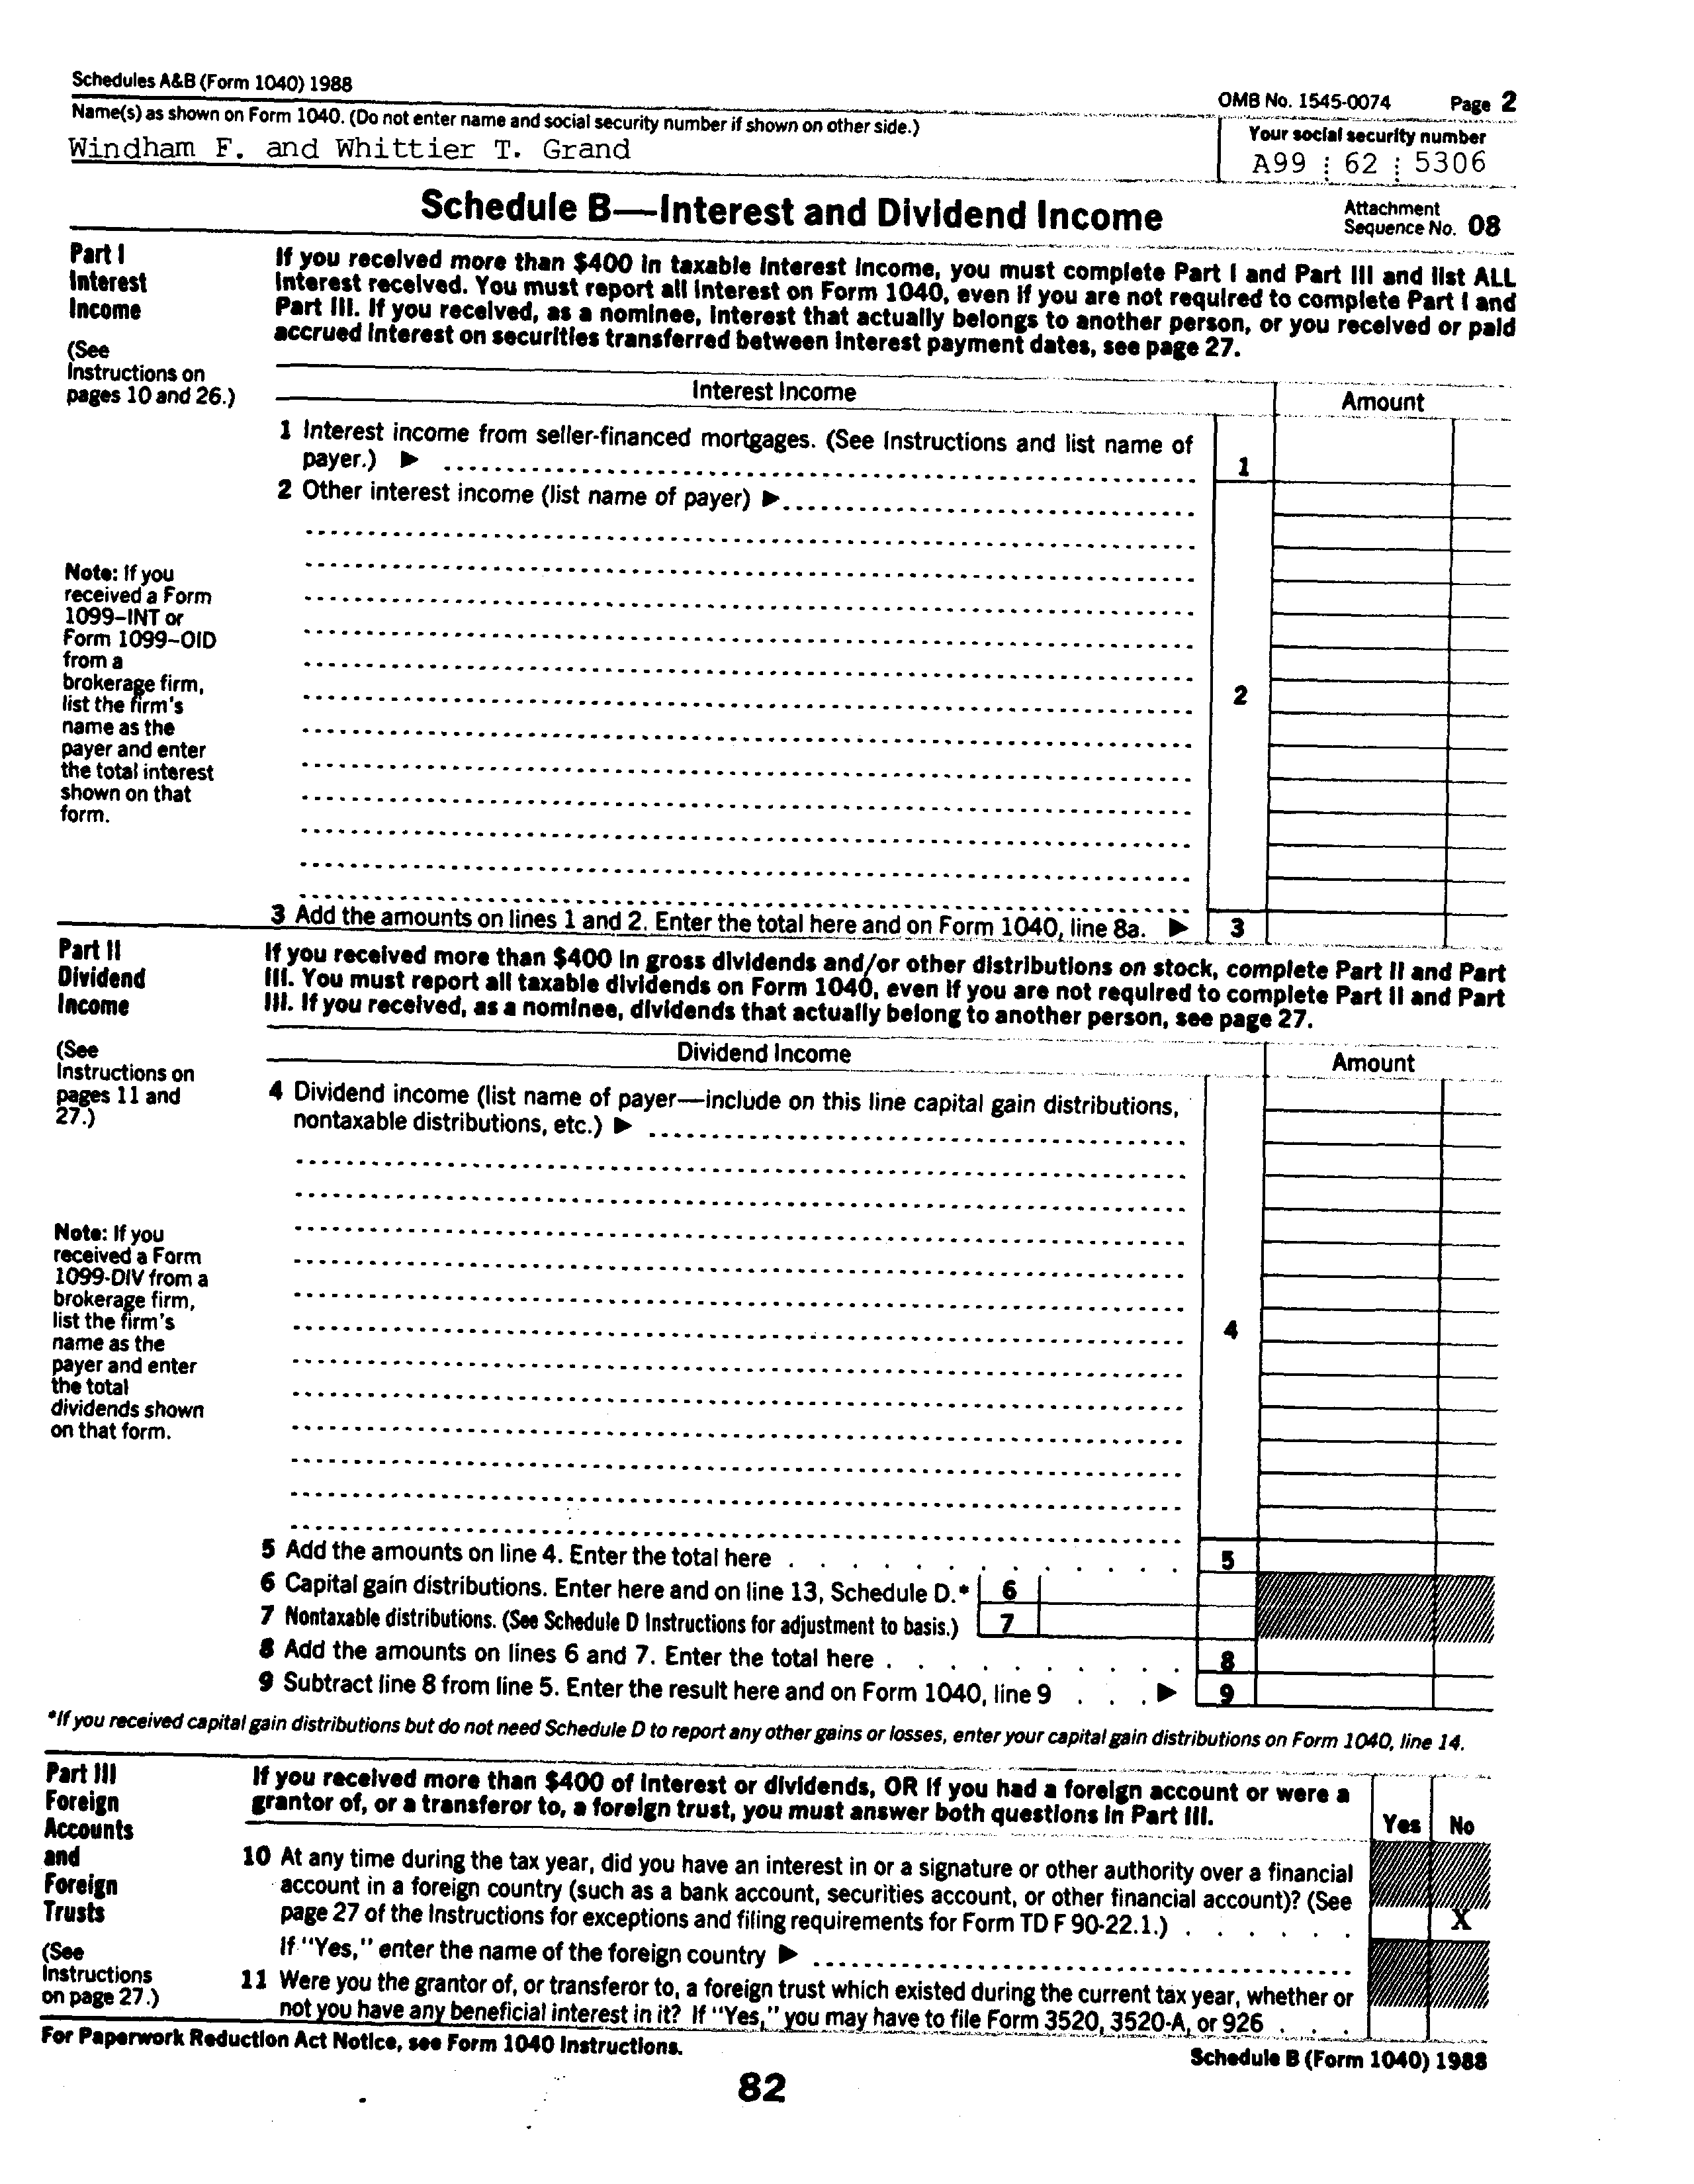 Schedules A&B (Form 1040) 1988
OMB No. 1545-0074 Page 2
Name(s) as shown on Form 1040. (Do not enter name and social security number if shown on other side.)
Your social security number
Windham F. and Whittier T. Grand
A99 62 5306
Schedule B—Interest and Dividend Income
Attachment
Sequence No. 08
Part I
Interest
Income
(See
Instructions on
pages 10 and 26.)
If you received more than $400 in taxable interest income, you must complete Part I and Part III and list ALL
interest received. You must report all interest on Form 1040, even if you are not required to complete Part I and
Part III. If you received, as a nominee, interest that actually belongs to another person, or you received or paid
accrued interest on securities transferred between interest payment dates, see page 27.
Interest Income
Amount
1 Interest income from seller-financed mortgages. (See Instructions and list name of
payer.) ▶
1
2 Other interest income (list name of payer) ▶
Note: If you
received a Form
1099–INT or
Form 1099–OID
from a
brokerage firm,
list the firm's
name as the
payer and enter
the total interest
shown on that
form.
2
3 Add the amounts on lines 1 and 2. Enter the total here and on Form 1040, line 8a. ▶ 3
Part II
Dividend
Income
(See
Instructions on
pages 11 and
27.)
If you received more than $400 in gross dividends and/or other distributions on stock, complete Part II and Part
III. You must report all taxable dividends on Form 1040, even if you are not required to complete Part II and Part
III. If you received, as a nominee, dividends that actually belong to another person, see page 27.
Dividend Income
Amount
4 Dividend income (list name of payer—include on this line capital gain distributions,
nontaxable distributions, etc.) ▶
Note: If you
received a Form
1099-DIV from a
brokerage firm,
list the firm's
name as the
payer and enter
the total
dividends shown
on that form.
4
5 Add the amounts on line 4. Enter the total here . . . . . . . . . . . . . 5
6 Capital gain distributions. Enter here and on line 13, Schedule D.* 6
7 Nontaxable distributions. (See Schedule D Instructions for adjustment to basis.) 7
8 Add the amounts on lines 6 and 7. Enter the total here . . . . . . . . . . 8
9 Subtract line 8 from line 5. Enter the result here and on Form 1040, line 9 . . . ▶ 9
*If you received capital gain distributions but do not need Schedule D to report any other gains or losses, enter your capital gain distributions on Form 1040, line 14.
Part III
Foreign
Accounts
and
Foreign
Trusts
(See
Instructions
on page 27.)
If you received more than $400 of interest or dividends, OR if you had a foreign account or were a
grantor of, or a transferor to, a foreign trust, you must answer both questions in Part III.
Yes No
10 At any time during the tax year, did you have an interest in or a signature or other authority over a financial
account in a foreign country (such as a bank account, securities account, or other financial account)? (See
page 27 of the Instructions for exceptions and filing requirements for Form TD F 90-22.1.) . . . . . . X
If "Yes," enter the name of the foreign country ▶
11 Were you the grantor of, or transferor to, a foreign trust which existed during the current tax year, whether or
not you have any beneficial interest in it? If "Yes," you may have to file Form 3520, 3520-A, or 926 . . .
For Paperwork Reduction Act Notice, see Form 1040 Instructions.
Schedule B (Form 1040) 1988
82